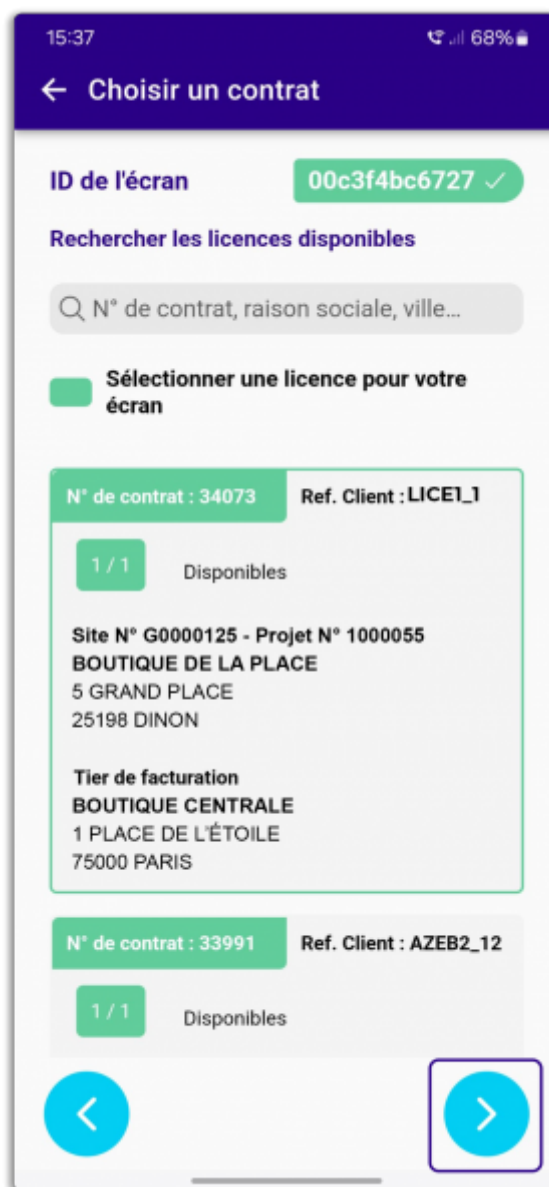 15:37 68%
Choisir un contrat
ID de l'écran 00c3f4bc6727
Rechercher les licences disponibles
N° de contrat, raison sociale, ville...
Sélectionner une licence pour votre
écran
N° de contrat : 34073 Ref. Client : LICE1_1
1 / 1 Disponibles
Site N° G0000125 - Projet N° 1000055
BOUTIQUE DE LA PLACE
5 GRAND PLACE
25198 DINON
Tier de facturation
BOUTIQUE CENTRALE
1 PLACE DE L'ÉTOILE
75000 PARIS
N° de contrat : 33991 Ref. Client : AZEB2_12
1 / 1 Disponibles